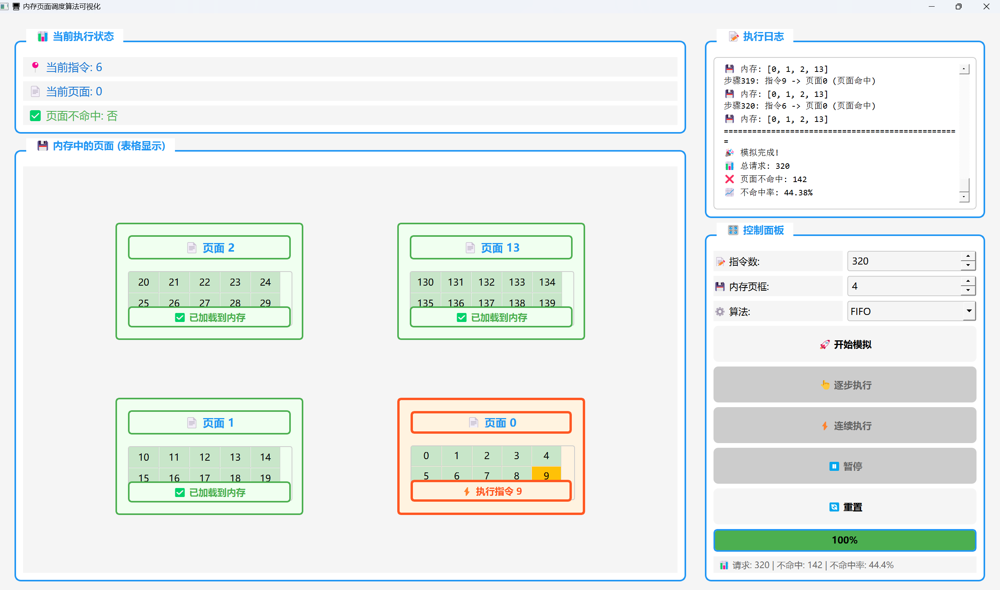 内存页面调度算法可视化
当前执行状态
当前指令: 6
当前页面: 0
页面不命中: 否
内存中的页面 (表格显示)
页面 2
20 21 22 23 24
25 26 27 28 29
已加载到内存
页面 13
130 131 132 133 134
135 136 137 138 139
已加载到内存
页面 1
10 11 12 13 14
15 16 17 18 19
已加载到内存
页面 0
0 1 2 3 4
5 6 7 8 9
执行指令 9
执行日志
内存: [0, 1, 2, 13]
步骤319: 指令9 -> 页面0 (页面命中)
内存: [0, 1, 2, 13]
步骤320: 指令6 -> 页面0 (页面命中)
内存: [0, 1, 2, 13]
=================================================
=
模拟完成!
总请求: 320
页面不命中: 142
不命中率: 44.38%
控制面板
指令数: 320
内存页框: 4
算法: FIFO
开始模拟
逐步执行
连续执行
暂停
重置
100%
请求: 320 | 不命中: 142 | 不命中率: 44.4%